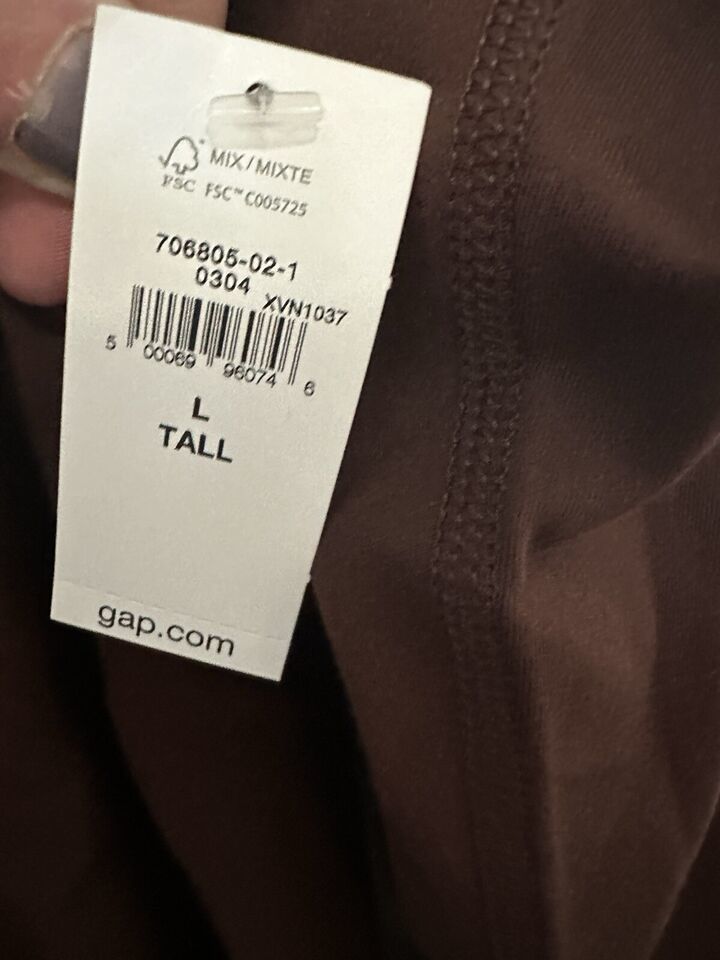 MIX/MIXTE
FSC FSC™ C005725
706805-02-1
0304 XVN1037
5 00069 96074 6
L
TALL
gap.com